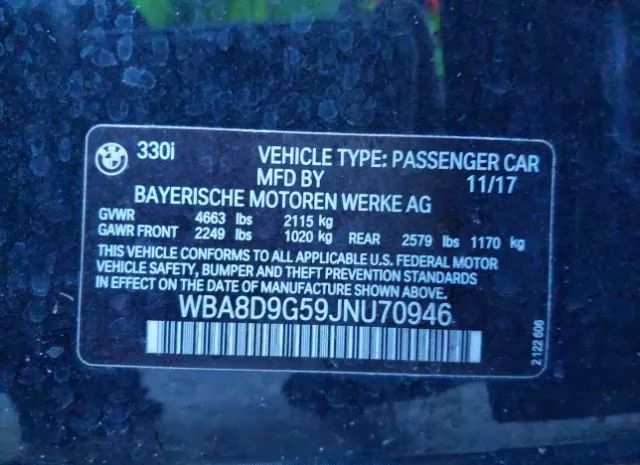 330i VEHICLE TYPE: PASSENGER CAR
MFD BY 11/17
BAYERISCHE MOTOREN WERKE AG
GVWR 4663 lbs 2115 kg
GAWR FRONT 2249 lbs 1020 kg REAR 2579 lbs 1170 kg
THIS VEHICLE CONFORMS TO ALL APPLICABLE U.S. FEDERAL MOTOR
VEHICLE SAFETY, BUMPER AND THEFT PREVENTION STANDARDS
IN EFFECT ON THE DATE OF MANUFACTURE SHOWN ABOVE.
WBA8D9G59JNU70946
2 122 606